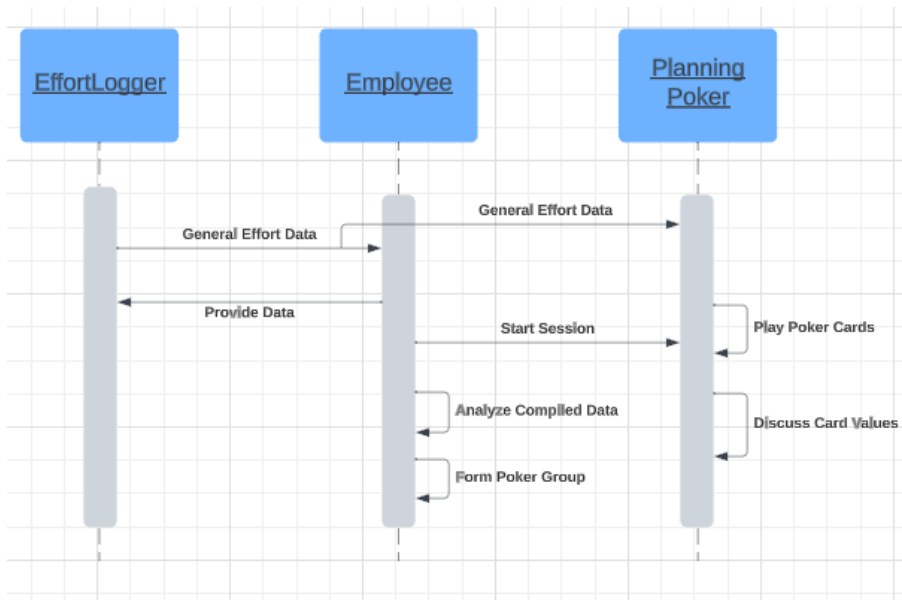 EffortLogger
Employee
Planning
Poker
General Effort Data
General Effort Data
Provide Data
Start Session
Play Poker Cards
Analyze Compiled Data
Discuss Card Values
Form Poker Group